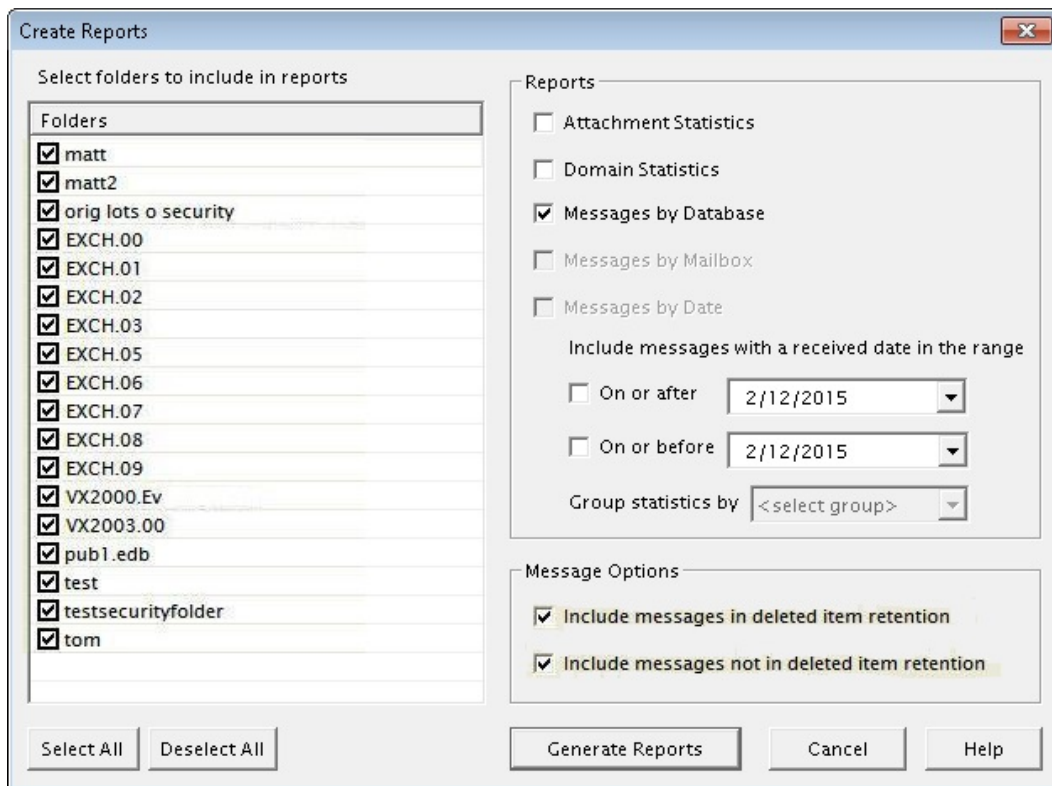 Create Reports
Select folders to include in reports
Folders
matt
matt2
orig lots o security
EXCH.00
EXCH.01
EXCH.02
EXCH.03
EXCH.05
EXCH.06
EXCH.07
EXCH.08
EXCH.09
VX2000.Ev
VX2003.00
pub1.edb
test
testsecurityfolder
tom
Select All
Deselect All
Reports
Attachment Statistics
Domain Statistics
Messages by Database
Messages by Mailbox
Messages by Date
Include messages with a received date in the range
On or after 2/12/2015
On or before 2/12/2015
Group statistics by <select group>
Message Options
Include messages in deleted item retention
Include messages not in deleted item retention
Generate Reports
Cancel
Help